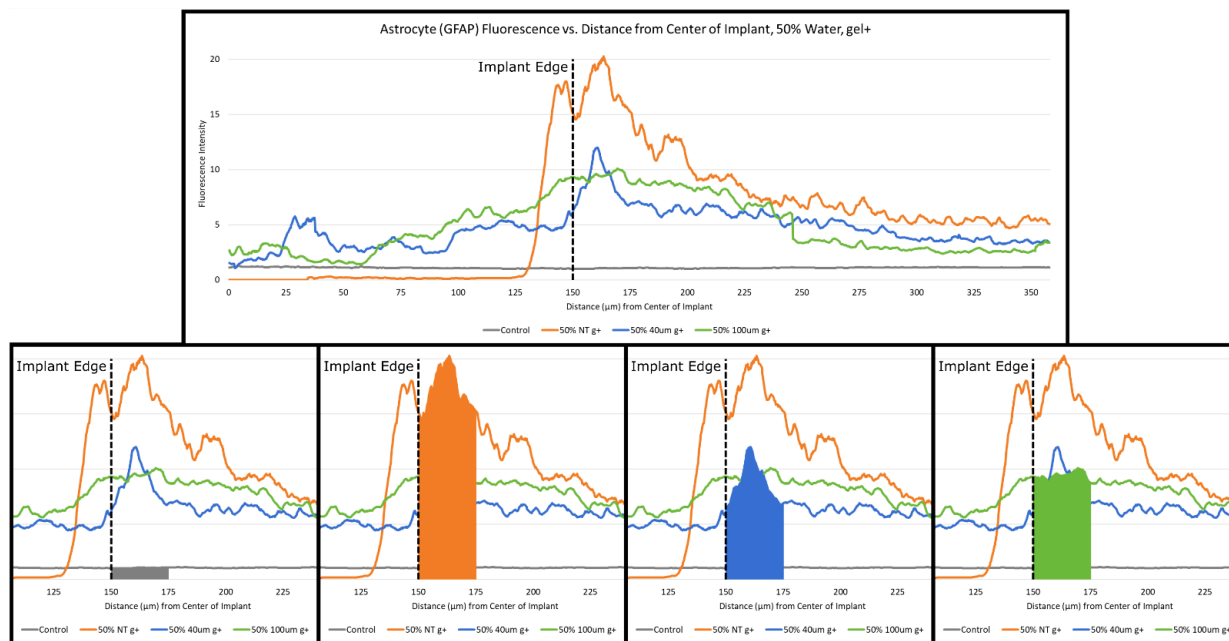 Astrocyte (GFAP) Fluorescence vs. Distance from Center of Implant, 50% Water, gel+
Implant Edge
Fluorescence Intensity
20
15
10
5
0
0 25 50 75 100 125 150 175 200 225 250 275 300 325 350
Distance (µm) from Center of Implant
Control 50% NT g+ 50% 40um g+ 50% 100um g+
Implant Edge
125 150 175 200 225
Distance (µm) from Center of Implant
Control 50% NT g+ 50% 40um g+ 50% 100um g+
Implant Edge
125 150 175 200 225
Distance (µm) from Center of Implant
Control 50% NT g+ 50% 40um g+ 50% 100um g+
Implant Edge
125 150 175 200 225
Distance (µm) from Center of Implant
Control 50% NT g+ 50% 40um g+ 50% 100um g+
Implant Edge
125 150 175 200 225
Distance (µm) from Center of Implant
Control 50% NT g+ 50% 40um g+ 50% 100um g+